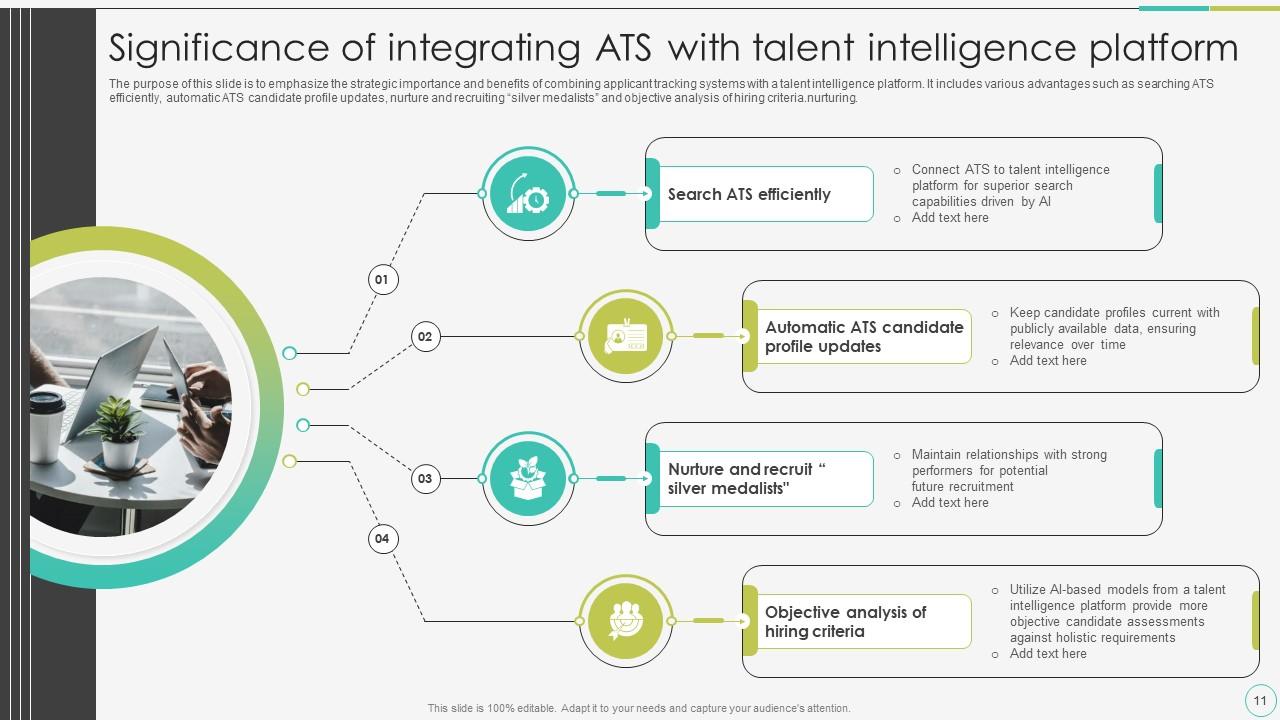 Significance of integrating ATS with talent intelligence platform
The purpose of this slide is to emphasize the strategic importance and benefits of combining applicant tracking systems with a talent intelligence platform. It includes various advantages such as searching ATS
efficiently, automatic ATS candidate profile updates, nurture and recruiting “silver medalists” and objective analysis of hiring criteria.nurturing.
01
Search ATS efficiently
o Connect ATS to talent intelligence
platform for superior search
capabilities driven by AI
o Add text here
02
Automatic ATS candidate
profile updates
o Keep candidate profiles current with
publicly available data, ensuring
relevance over time
o Add text here
03
Nurture and recruit “
silver medalists"
o Maintain relationships with strong
performers for potential
future recruitment
o Add text here
04
Objective analysis of
hiring criteria
o Utilize AI-based models from a talent
intelligence platform provide more
objective candidate assessments
against holistic requirements
o Add text here
This slide is 100% editable. Adapt it to your needs and capture your audience's attention.
11